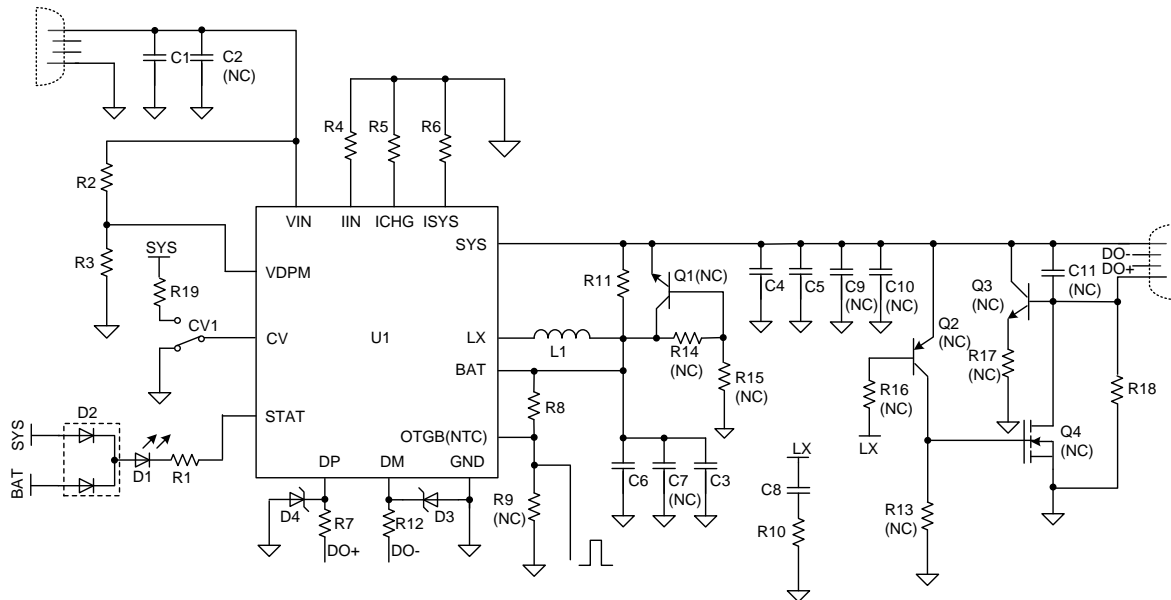 C1
C2
(NC)
R4
R5
R6
R2
R3
VIN
IIN
ICHG
ISYS
SYS
VDPM
SYS
R19
CV1
CV
U1
LX
L1
BAT
STAT
OTGB(NTC)
DP
DM
GND
D2
SYS
BAT
D1
R1
D4
R7
DO+
R12
DO-
D3
R8
R9
(NC)
R11
Q1(NC)
R14
(NC)
R15
(NC)
C6
C7
(NC)
C3
C4
C5
C9
(NC)
C10
(NC)
LX
C8
R10
Q2
(NC)
R16
(NC)
LX
R13
(NC)
Q3
(NC)
R17
(NC)
C11
(NC)
DO-
DO+
R18
Q4
(NC)